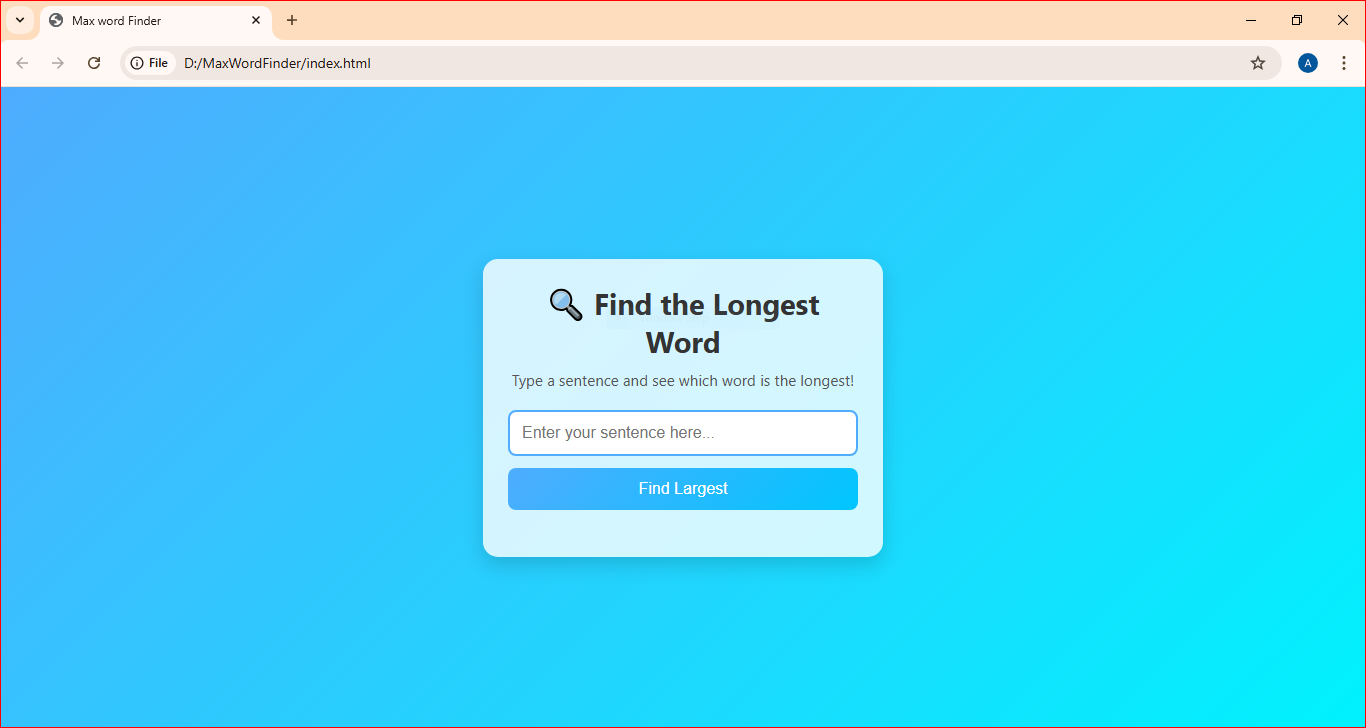 Max word Finder
File D:/MaxWordFinder/index.html
A
🔍 Find the Longest
Word
Type a sentence and see which word is the longest!
Enter your sentence here...
Find Largest